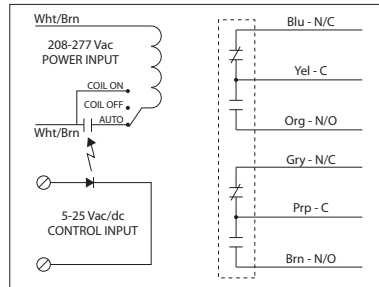 Wht/Brn
208-277 Vac
POWER INPUT
COIL ON
COIL OFF
AUTO
Wht/Brn
5-25 Vac/dc
CONTROL INPUT
Blu - N/C
Yel - C
Org - N/O
Gry - N/C
Prp - C
Brn - N/O